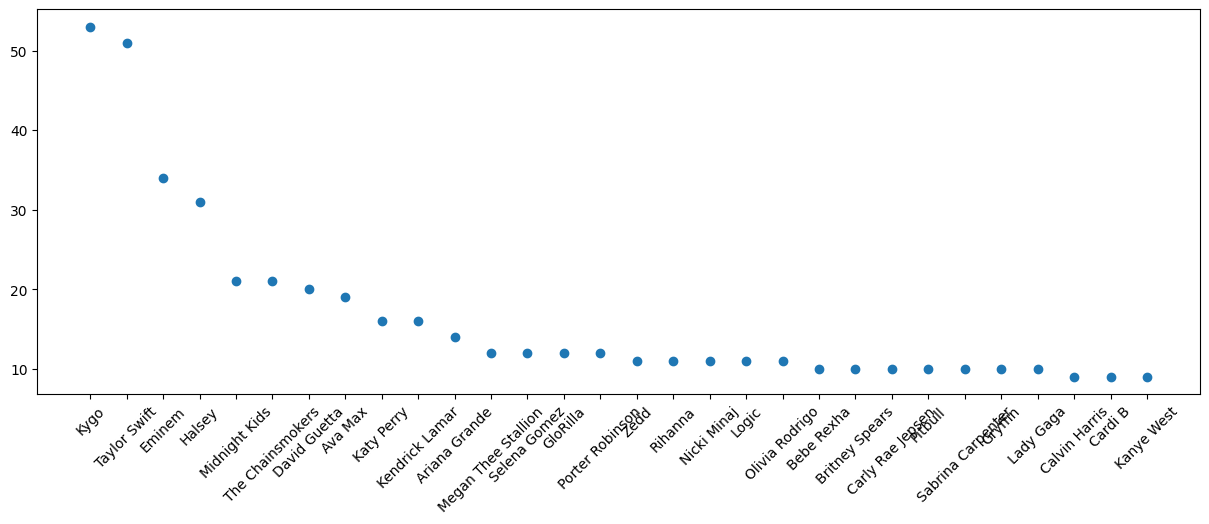 50
40
30
20
10
Kygo
Taylor Swift
Eminem
Halsey
Midnight Kids
The Chainsmokers
David Guetta
Ava Max
Katy Perry
Kendrick Lamar
Ariana Grande
Megan Thee Stallion
Selena Gomez
GloRilla
Porter Robinson
Zedd
Rihanna
Nicki Minaj
Logic
Olivia Rodrigo
Bebe Rexha
Britney Spears
Carly Rae Jepsen
Pitbull
Sabrina Carpenter
Gryffin
Lady Gaga
Calvin Harris
Cardi B
Kanye West